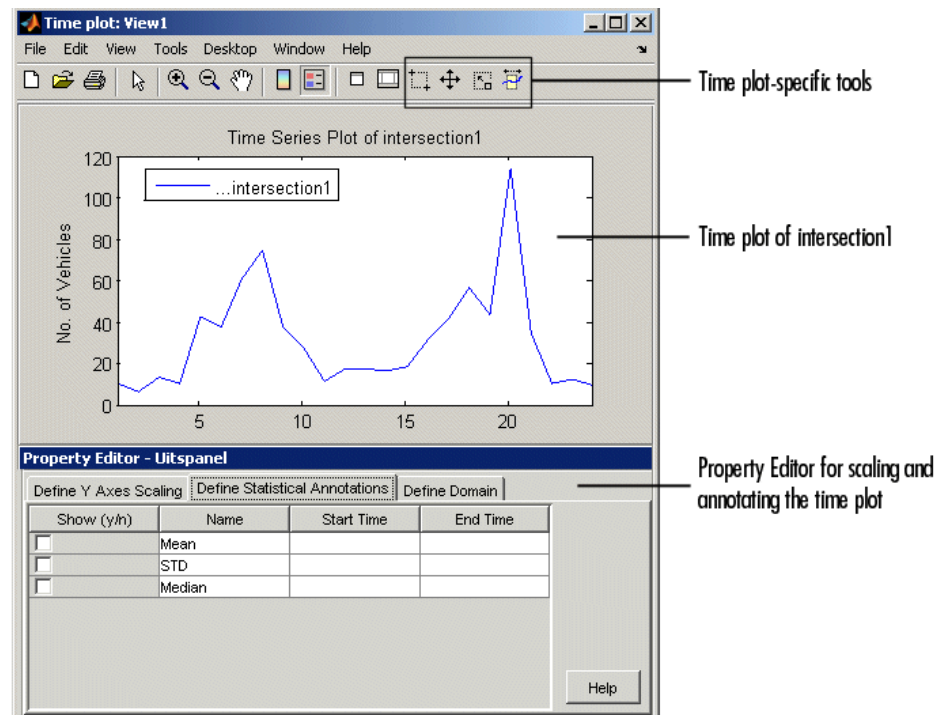 Time plot: View1
File Edit View Tools Desktop Window Help
Time plot-specific tools
Time Series Plot of intersection1
...intersection1
120
100
80
60
40
20
0
No. of Vehicles
5 10 15 20
Time plot of intersection1
Property Editor - Uitspanel
Define Y Axes Scaling Define Statistical Annotations Define Domain
Show (y/n) Name Start Time End Time
Mean
STD
Median
Help
Property Editor for scaling and
annotating the time plot